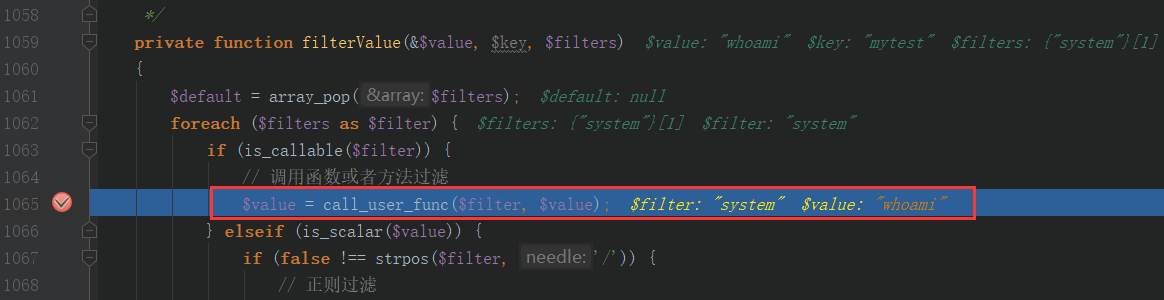 1058 */
1059 private function filterValue(&$value, $key, $filters) $value: "whoami" $key: "mytest" $filters: {"system"}[1]
1060 {
1061 $default = array_pop( &array: $filters); $default: null
1062 foreach ($filters as $filter) { $filters: {"system"}[1] $filter: "system"
1063 if (is_callable($filter)) {
1064 // 调用函数或者方法过滤
1065 $value = call_user_func($filter, $value); $filter: "system" $value: "whoami"
1066 } elseif (is_scalar($value)) {
1067 if (false !== strpos($filter, needle: '/')) {
1068 // 正则过滤